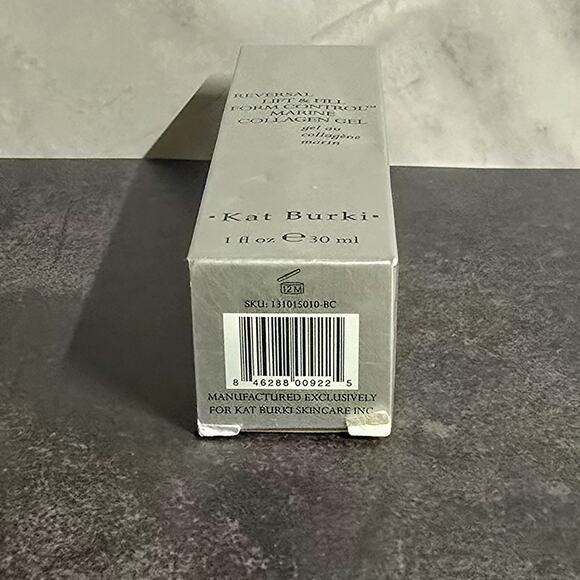 REVERSAL
LIFT & FILL
FORM CONTROL™
MARINE
COLLAGEN GEL
gel au
collagène
marin
·Kat Burki·
1 fl oz ℮ 30 ml
12 M
SKU: 131015010-BC
8 46288 00922 5
MANUFACTURED EXCLUSIVELY
FOR KAT BURKI SKINCARE INC.